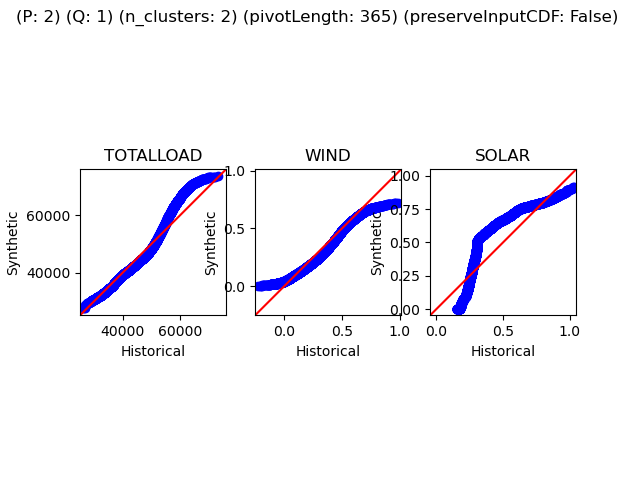 (P: 2) (Q: 1) (n_clusters: 2) (pivotLength: 365) (preserveInputCDF: False)
TOTALLOAD
Synthetic
60000
40000
40000 60000
Historical
WIND
Synthetic
1.0
0.5
0.0
0.0 0.5 1.0
Historical
SOLAR
Synthetic
1.00
0.75
0.50
0.25
0.00
0.0 0.5 1.0
Historical